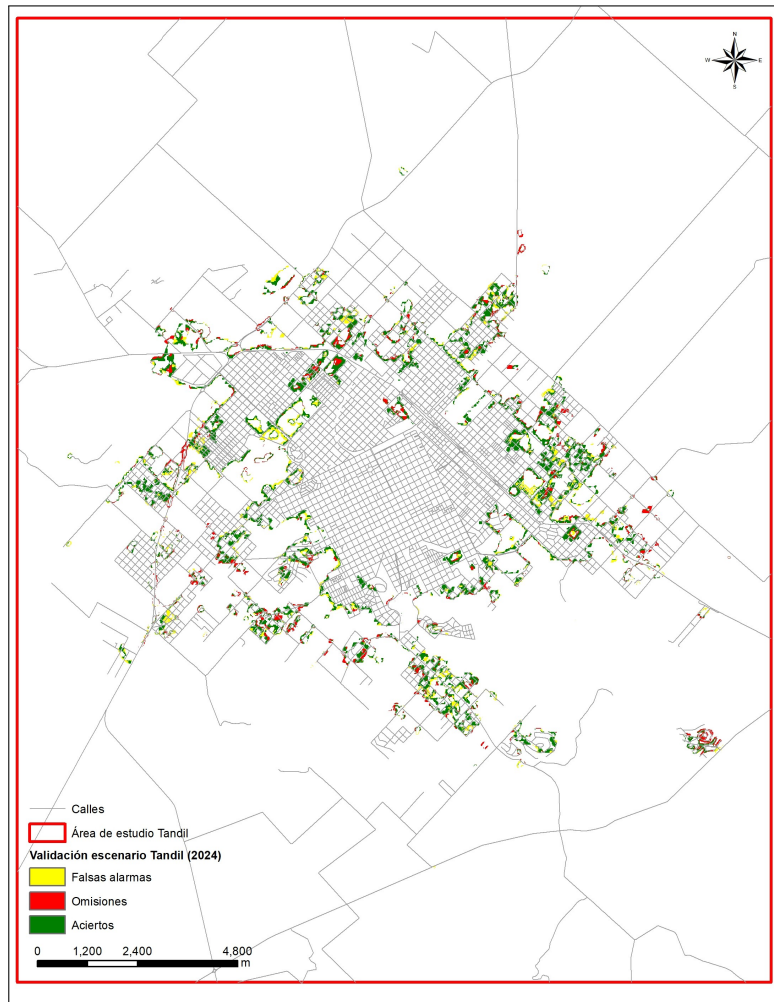 N
W E
S
Calles
Área de estudio Tandil
Validación escenario Tandil (2024)
Falsas alarmas
Omisiones
Aciertos
0 1,200 2,400 4,800
m